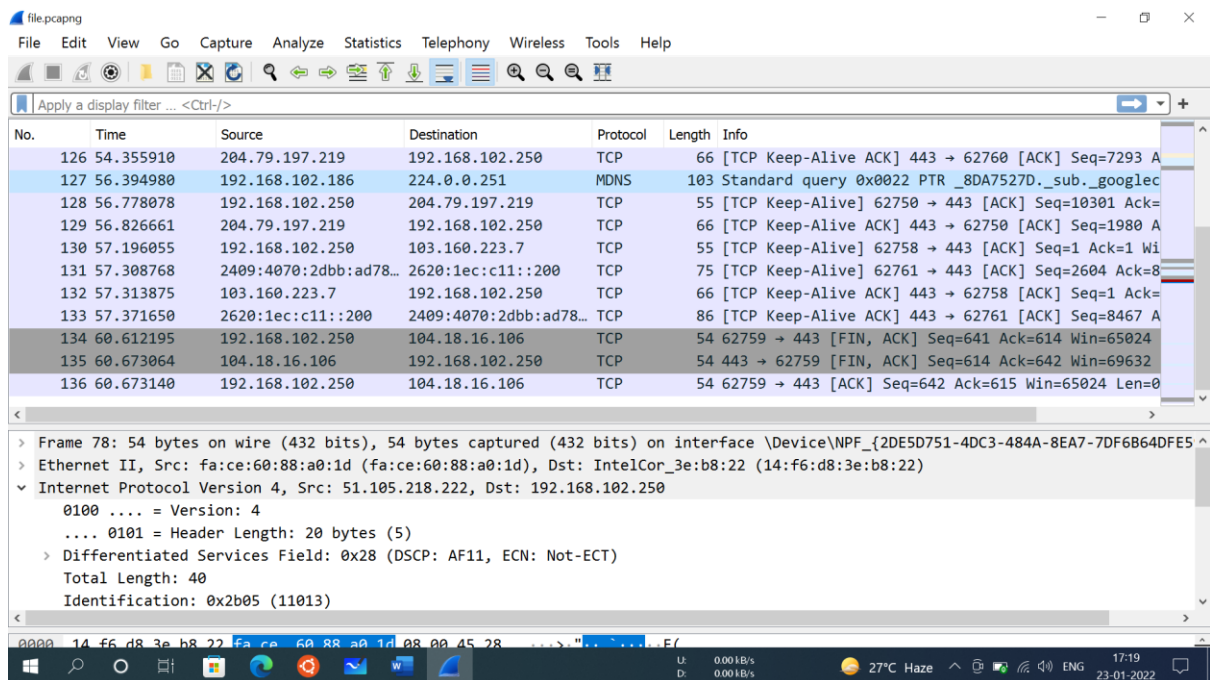 file.pcapng
File Edit View Go Capture Analyze Statistics Telephony Wireless Tools Help
Apply a display filter ... <Ctrl-/>
No. Time Source Destination Protocol Length Info
126 54.355910 204.79.197.219 192.168.102.250 TCP 66 [TCP Keep-Alive ACK] 443 → 62760 [ACK] Seq=7293 A
127 56.394980 192.168.102.186 224.0.0.251 MDNS 103 Standard query 0x0022 PTR _8DA7527D._sub._googlec
128 56.778078 192.168.102.250 204.79.197.219 TCP 55 [TCP Keep-Alive] 62750 → 443 [ACK] Seq=10301 Ack=
129 56.826661 204.79.197.219 192.168.102.250 TCP 66 [TCP Keep-Alive ACK] 443 → 62750 [ACK] Seq=1980 A
130 57.196055 192.168.102.250 103.160.223.7 TCP 55 [TCP Keep-Alive] 62758 → 443 [ACK] Seq=1 Ack=1 Wi
131 57.308768 2409:4070:2dbb:ad78… 2620:1ec:c11::200 TCP 75 [TCP Keep-Alive] 62761 → 443 [ACK] Seq=2604 Ack=8
132 57.313875 103.160.223.7 192.168.102.250 TCP 66 [TCP Keep-Alive ACK] 443 → 62758 [ACK] Seq=1 Ack=
133 57.371650 2620:1ec:c11::200 2409:4070:2dbb:ad78… TCP 86 [TCP Keep-Alive ACK] 443 → 62761 [ACK] Seq=8467 A
134 60.612195 192.168.102.250 104.18.16.106 TCP 54 62759 → 443 [FIN, ACK] Seq=641 Ack=614 Win=65024
135 60.673064 104.18.16.106 192.168.102.250 TCP 54 443 → 62759 [FIN, ACK] Seq=614 Ack=642 Win=69632
136 60.673140 192.168.102.250 104.18.16.106 TCP 54 62759 → 443 [ACK] Seq=642 Ack=615 Win=65024 Len=0
Frame 78: 54 bytes on wire (432 bits), 54 bytes captured (432 bits) on interface \Device\NPF_{2DE5D751-4DC3-484A-8EA7-7DF6B64DFE5
Ethernet II, Src: fa:ce:60:88:a0:1d (fa:ce:60:88:a0:1d), Dst: IntelCor_3e:b8:22 (14:f6:d8:3e:b8:22)
Internet Protocol Version 4, Src: 51.105.218.222, Dst: 192.168.102.250
0100 .... = Version: 4
.... 0101 = Header Length: 20 bytes (5)
Differentiated Services Field: 0x28 (DSCP: AF11, ECN: Not-ECT)
Total Length: 40
Identification: 0x2b05 (11013)
0000 14 f6 d8 3e b8 22 fa ce 60 88 a0 1d 08 00 45 28 ...>."..`.....E(
U: 0.00 kB/s
D: 0.00 kB/s
27°C Haze ENG 17:19
23-01-2022